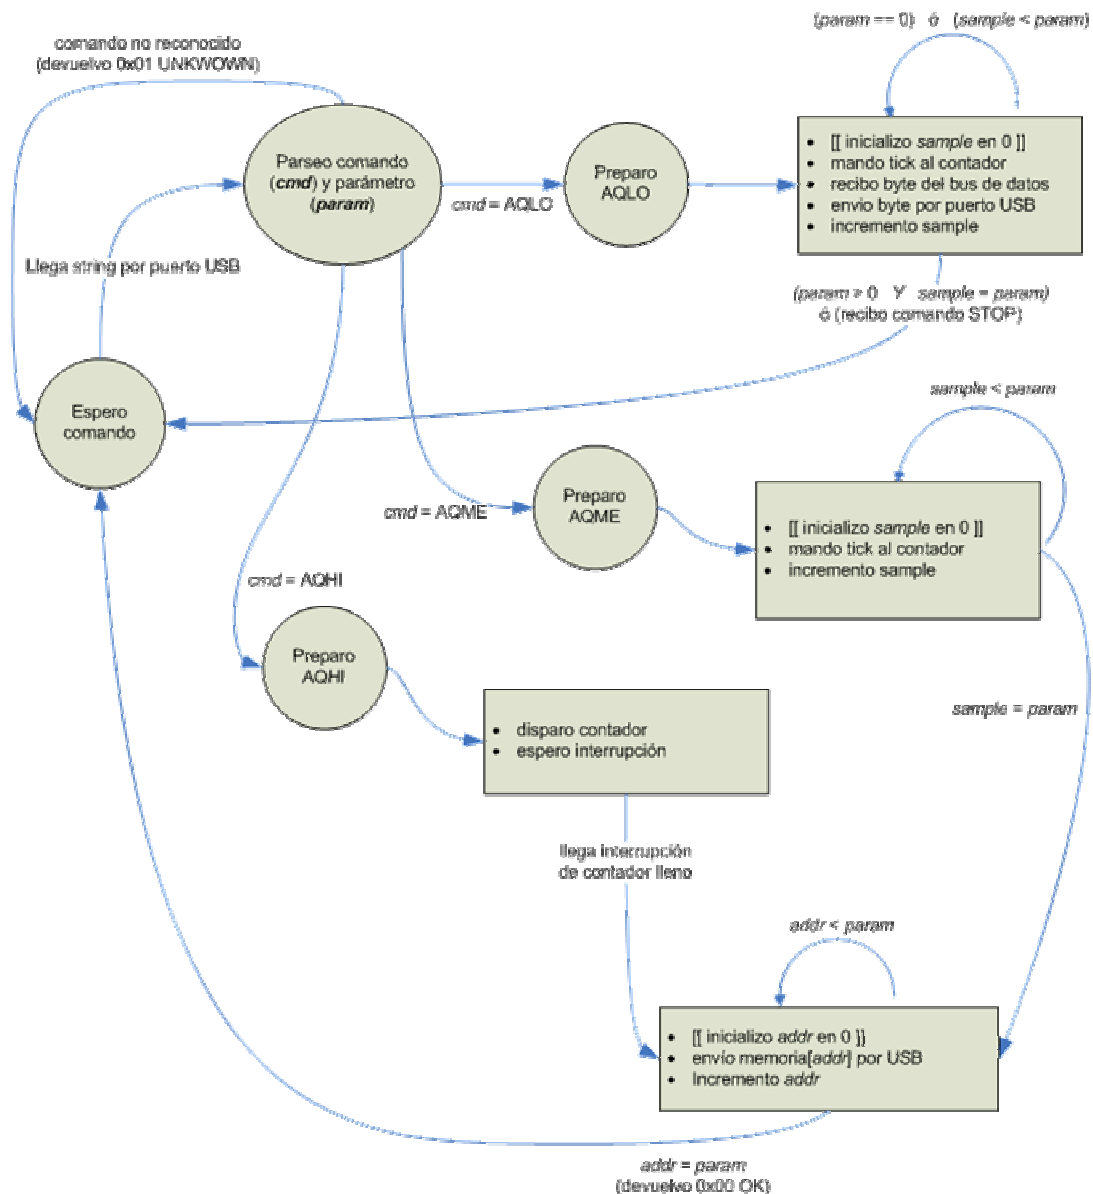 (param == 0) ó (sample < param)
comando no reconocido
(devuelvo 0x01 UNKWOWN)
Parseo comando
(cmd) y parámetro
(param)
cmd = AQLO
Preparo
AQLO
• [[ inicializo sample en 0 ]]
• mando tick al contador
• recibo byte del bus de datos
• envio byte por puerto USB
• incremento sample
Llega string por puerto USB
(param > 0 Y sample = param)
ó (recibo comando STOP)
Espero
comando
sample < param
cmd = AQME
Preparo
AQME
• [[ inicializo sample en 0 ]]
• mando tick al contador
• incremento sample
cmd = AQHI
Preparo
AQHI
• disparo contador
• espero interrupción
sample = param
llega interrupción
de contador lleno
addr < param
• [[ inicializo addr en 0 ]]
• envío memoria[addr] por USB
• Incremento addr
addr = param
(devuelvo 0x00 OK)